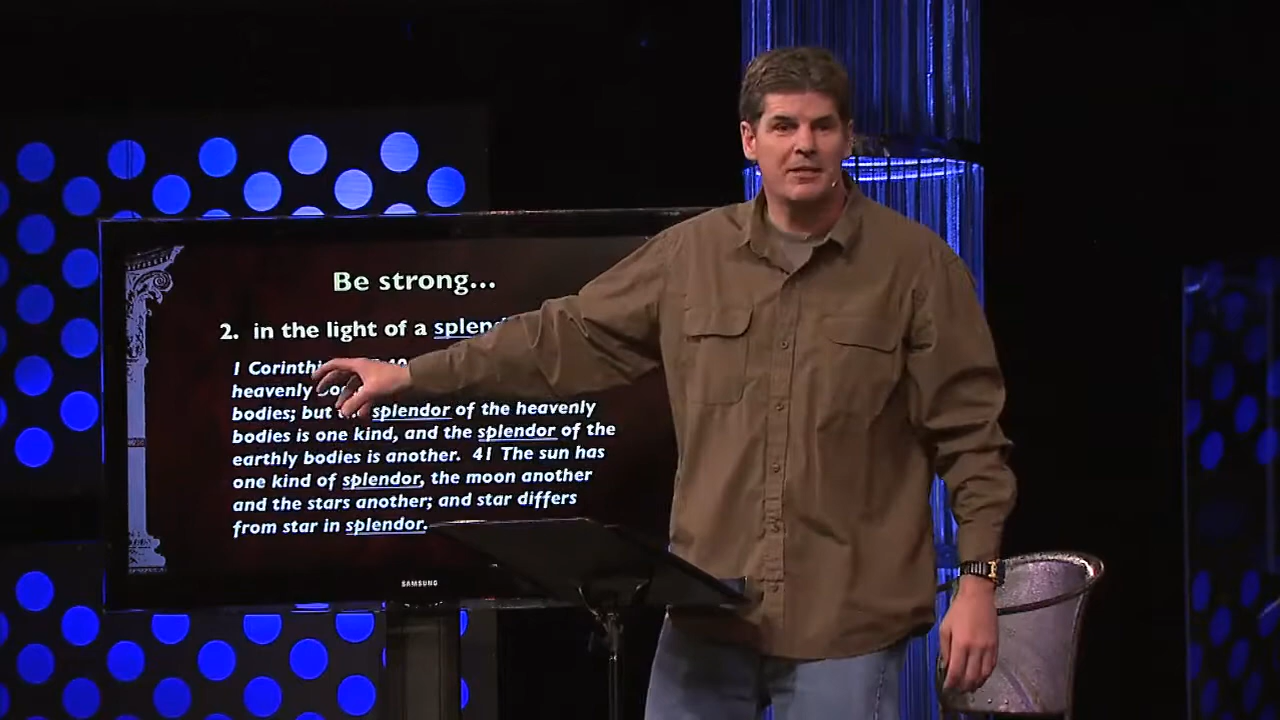 Be strong...
2. in the light of a
1
heavenly
bodies; but splendor of the heavenly
bodies is one kind, and the splendor of the
earthly bodies is another. 41 The sun has
one kind of splendor, the moon another
and the stars another; and star differs
from star in splendor.
SAMSUNG